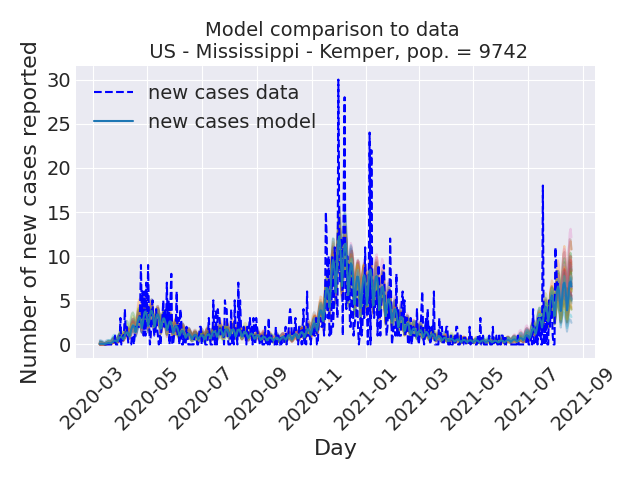 Model comparison to data
US - Mississippi - Kemper, pop. = 9742
Number of new cases reported
30
25
20
15
10
5
0
new cases data
new cases model
2020-03
2020-05
2020-07
2020-09
2020-11
2021-01
2021-03
2021-05
2021-07
2021-09
Day